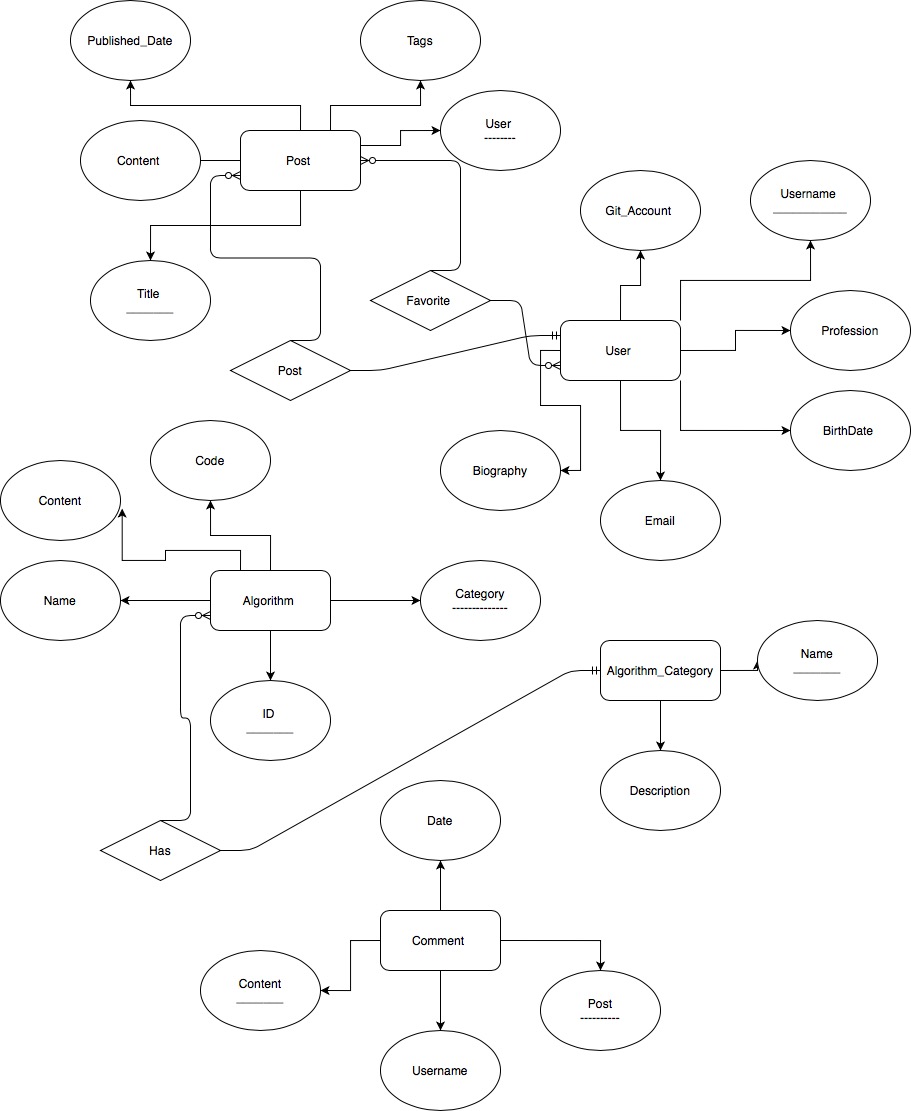 Published_Date
Tags
User
Content
Post
Git_Account
Username
Title
Favorite
Profession
User
Post
BirthDate
Code
Biography
Content
Email
Name
Algorithm
Category
Algorithm_Category
Name
ID
Description
Date
Has
Comment
Content
Post
Username